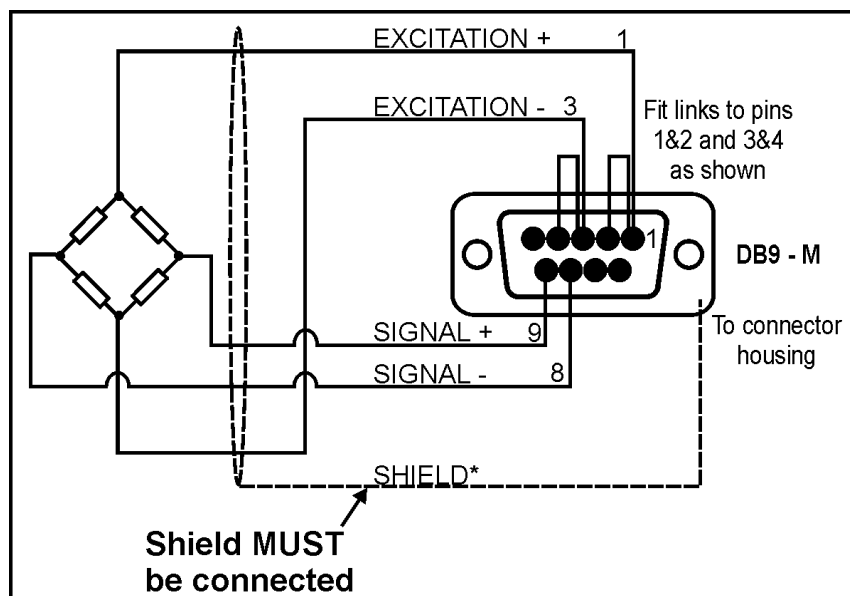 EXCITATION + 1
EXCITATION - 3
Fit links to pins
1&2 and 3&4
as shown
1
DB9 - M
SIGNAL + 9
To connector
housing
SIGNAL - 8
SHIELD*
Shield MUST
be connected